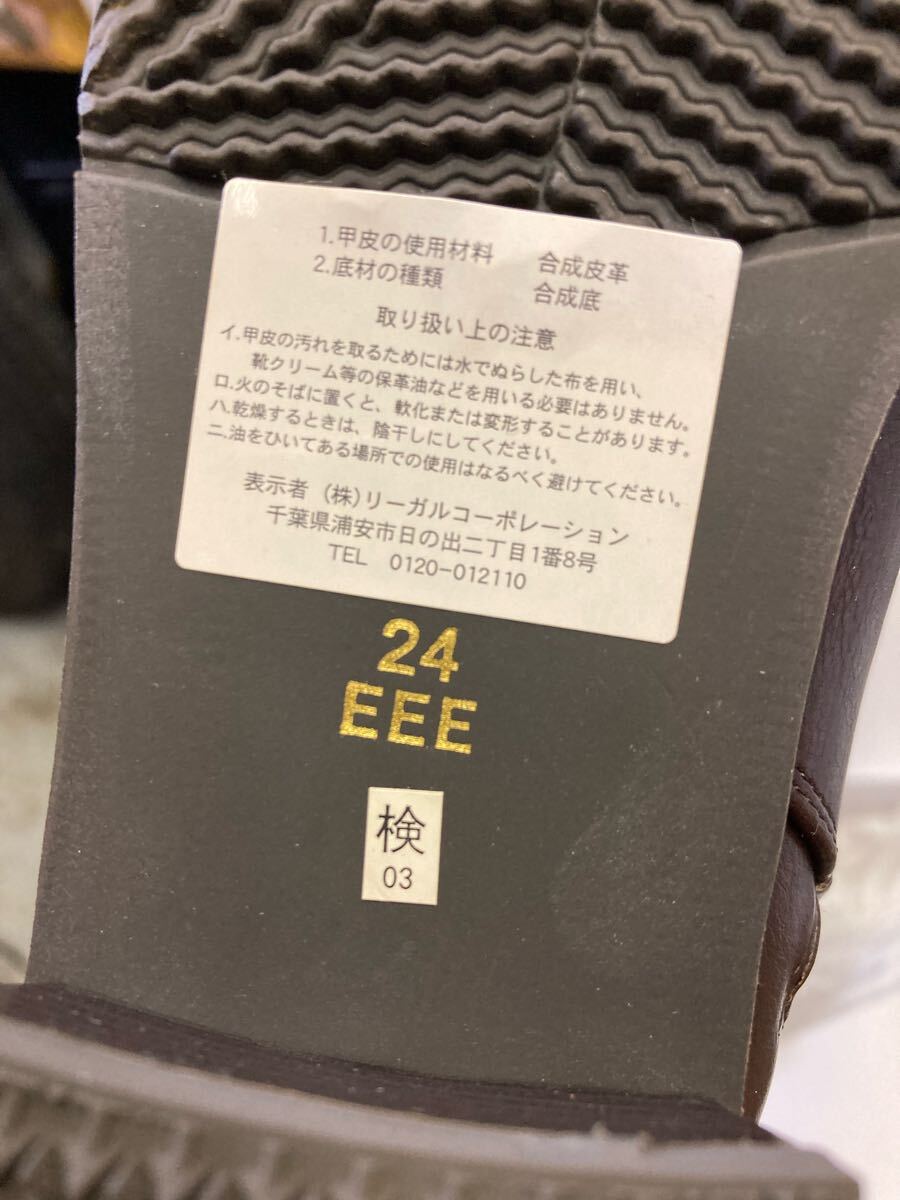 1.甲皮の使用材料 合成皮革
2.底材の種類 合成底
取り扱い上の注意
イ.甲皮の汚れを取るためには水でぬらした布を用い、
靴クリーム等の保革油などを用いる必要はありません。
ロ.火のそばに置くと、軟化または変形することがあります。
ハ.乾燥するときは、陰干しにしてください。
ニ.油をひいてある場所での使用はなるべく避けてください。
表示者 (株)リーガルコーポレーション
千葉県浦安市日の出二丁目1番8号
TEL 0120-012110
24
EEE
検
03